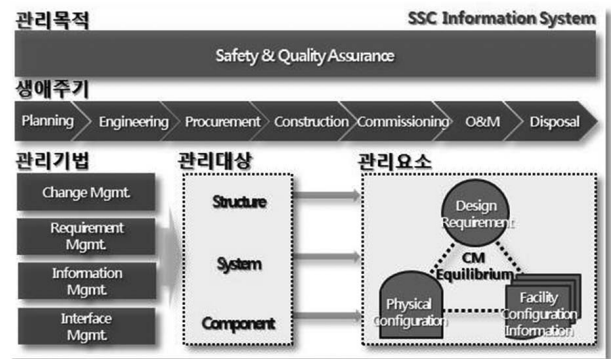 관리목적
SSC Information System
Safety & Quality Assurance
생애주기
Planning
Engineering
Procurement
Construction
Commissioning
O&M
Disposal
관리기법
관리대상
관리요소
Change Mgmt.
Requirement
Mgmt.
Information
Mgmt.
Interface
Mgmt.
Structure
System
Component
Design
Requirement
CM
Equilibrium
Physical
Configuration
Facility
Configuration
Information